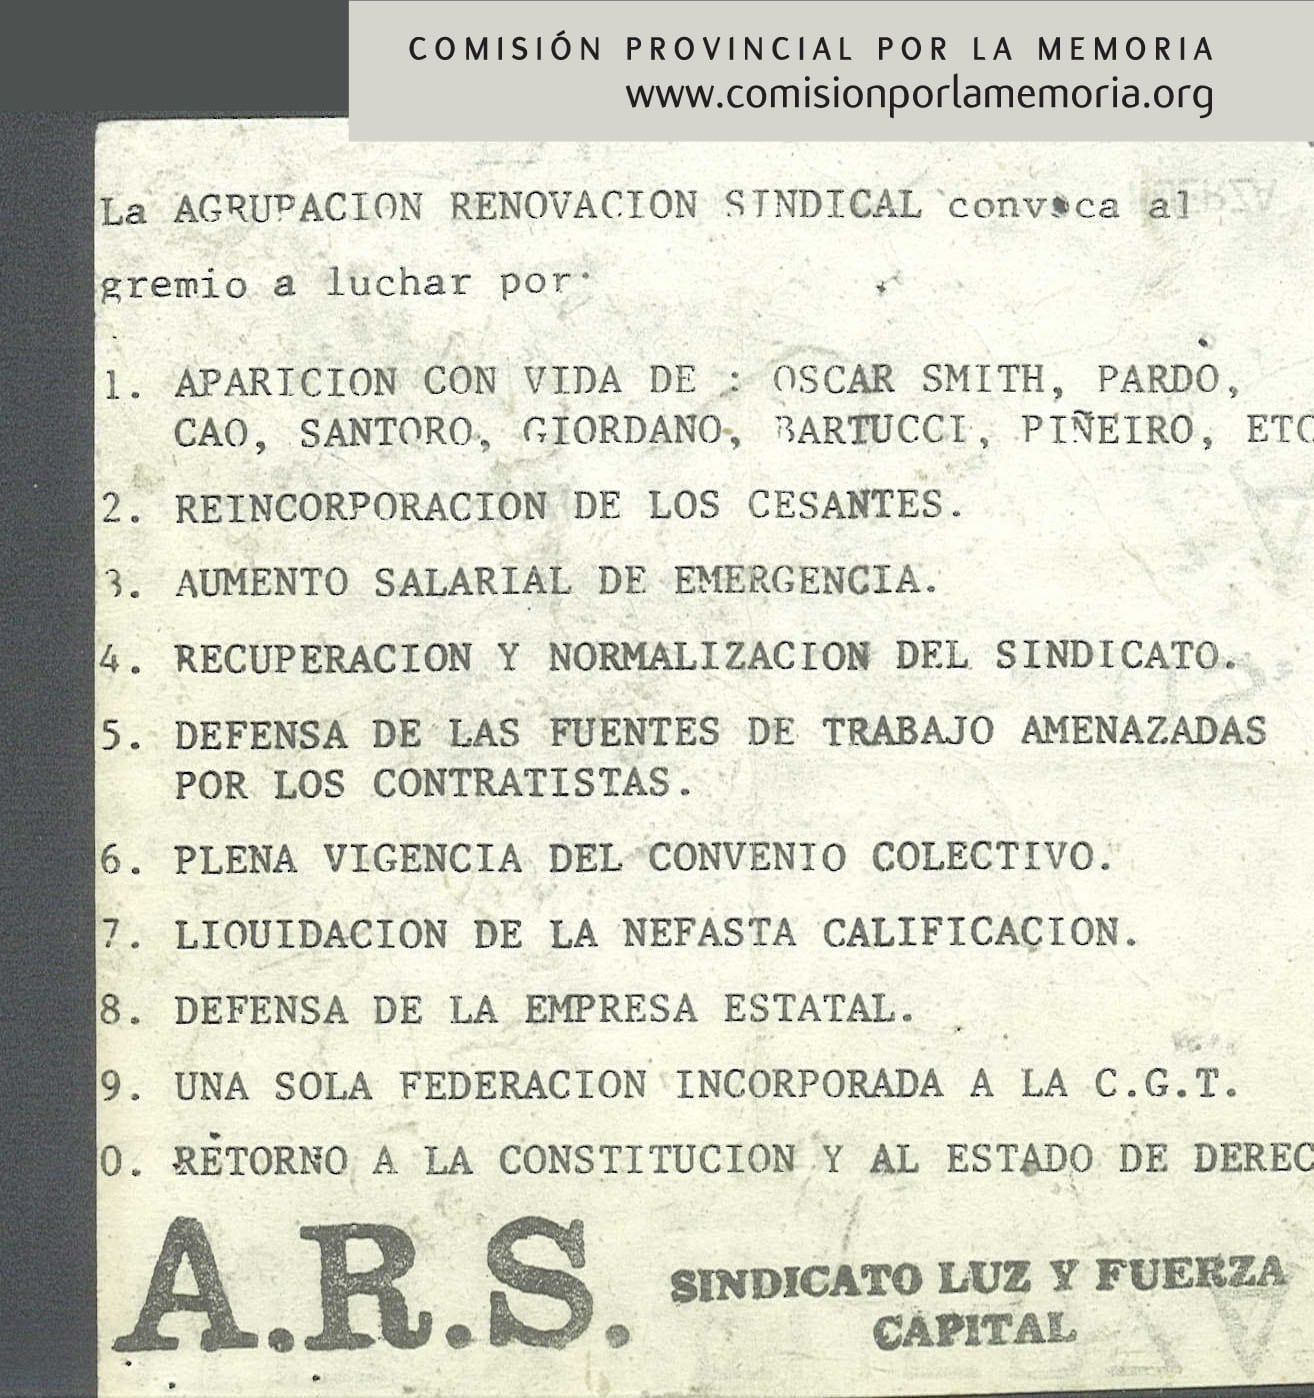 COMISIÓN PROVINCIAL POR LA MEMORIA
www.comisionporlamemoria.org
La AGRUPACION RENOVACION SINDICAL convoca al
gremio a luchar por:
1. APARICION CON VIDA DE : OSCAR SMITH, PARDO,
CAO, SANTORO, GIORDANO, BARTUCCI, PIÑEIRO, ETC
2. REINCORPORACION DE LOS CESANTES.
3. AUMENTO SALARIAL DE EMERGENCIA.
4. RECUPERACION Y NORMALIZACION DEL SINDICATO.
5. DEFENSA DE LAS FUENTES DE TRABAJO AMENAZADAS
POR LOS CONTRATISTAS.
6. PLENA VIGENCIA DEL CONVENIO COLECTIVO.
7. LIQUIDACION DE LA NEFASTA CALIFICACION.
8. DEFENSA DE LA EMPRESA ESTATAL.
9. UNA SOLA FEDERACION INCORPORADA A LA C.G.T.
0. RETORNO A LA CONSTITUCION Y AL ESTADO DE DEREC
A.R.S. SINDICATO LUZ Y FUERZA
CAPITAL